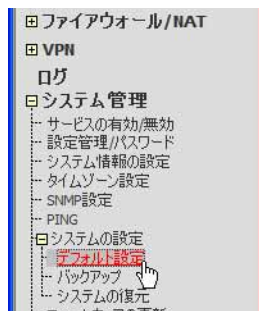 ファイアウォール/NAT
VPN
ログ
システム管理
サービスの有効/無効
設定管理/パスワード
システム情報の設定
タイムゾーン設定
SNMP設定
PING
システムの設定
デフォルト設定
バックアップ
システムの復元